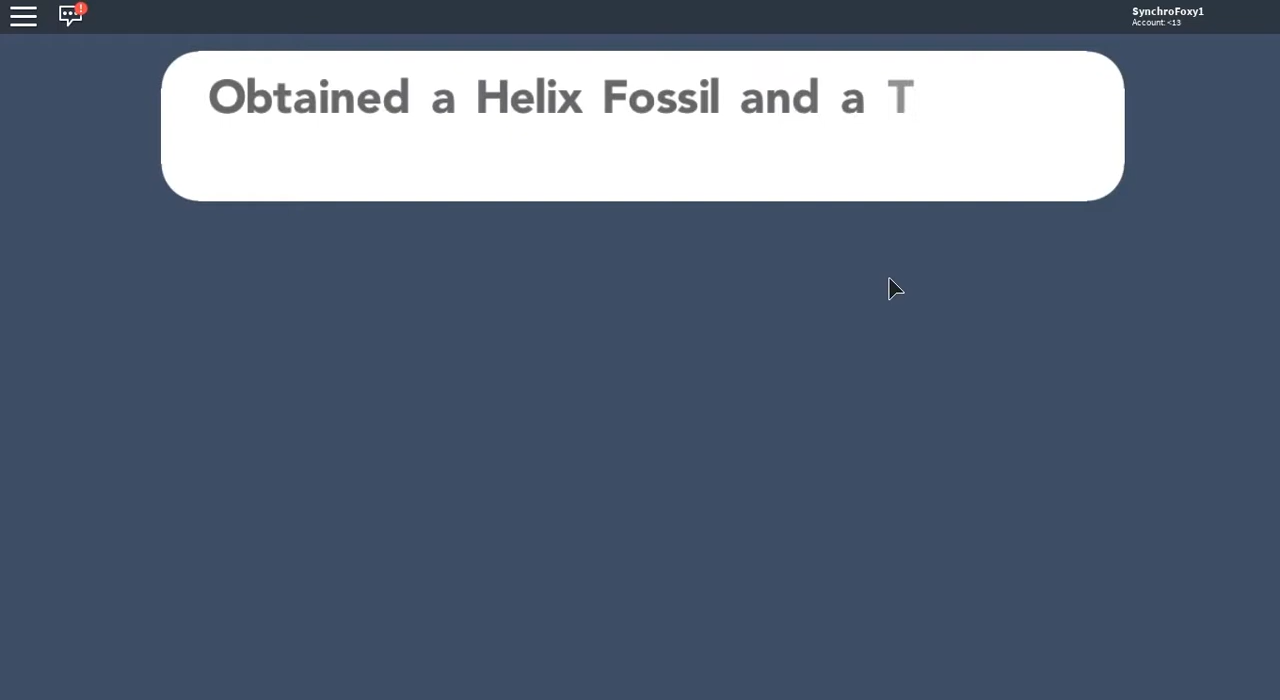 SynchroFoxy1
Account: <13
Obtained a Helix Fossil and a T